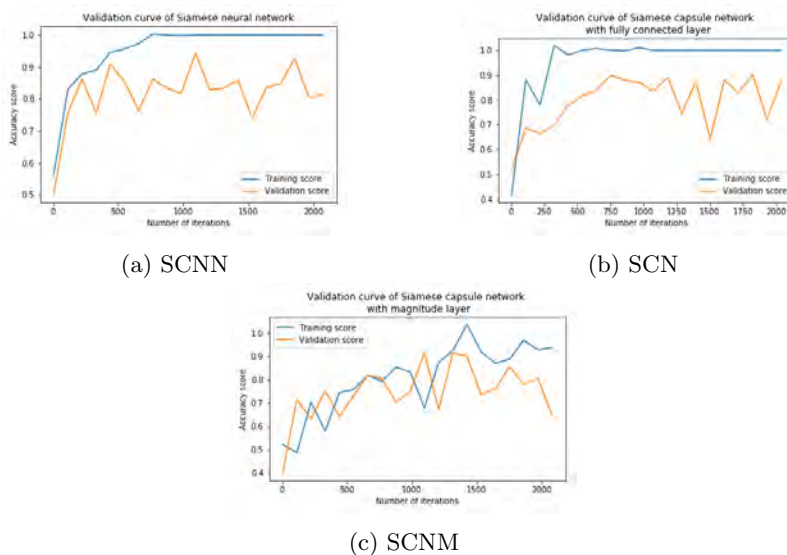 Validation curve of Siamese neural network
Accuracy score
1.0
0.9
0.8
0.7
0.6
0.5
0
500
1000
1500
2000
Number of iterations
Training score
Validation score
(a) SCNN
Validation curve of Siamese capsule network
with fully connected layer
Accuracy score
1.0
0.9
0.8
0.7
0.6
0.5
0.4
0
250
500
750
1000
1250
1500
1750
2000
Number of iterations
Training score
Validation score
(b) SCN
Validation curve of Siamese capsule network
with magnitude layer
Training score
Validation score
Accuracy score
1.0
0.9
0.8
0.7
0.6
0.5
0.4
0
500
1000
1500
2000
Number of iterations
(c) SCNM